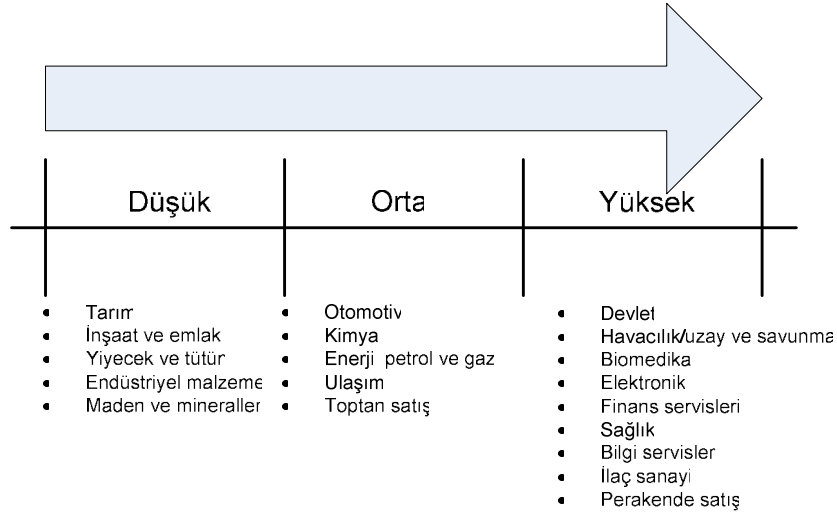 Düşük
Orta
Yüksek
• Tarım
• İnşaat ve emlak
• Yiyecek ve tütün
• Endüstriyel malzeme
• Maden ve mineraller
• Otomotiv
• Kimya
• Enerji petrol ve gaz
• Ulaşım
• Toptan satış
• Devlet
• Havacılık/uzay ve savunma
• Biomedika
• Elektronik
• Finans servisleri
• Sağlık
• Bilgi servisler
• İlaç sanayi
• Perakende satış